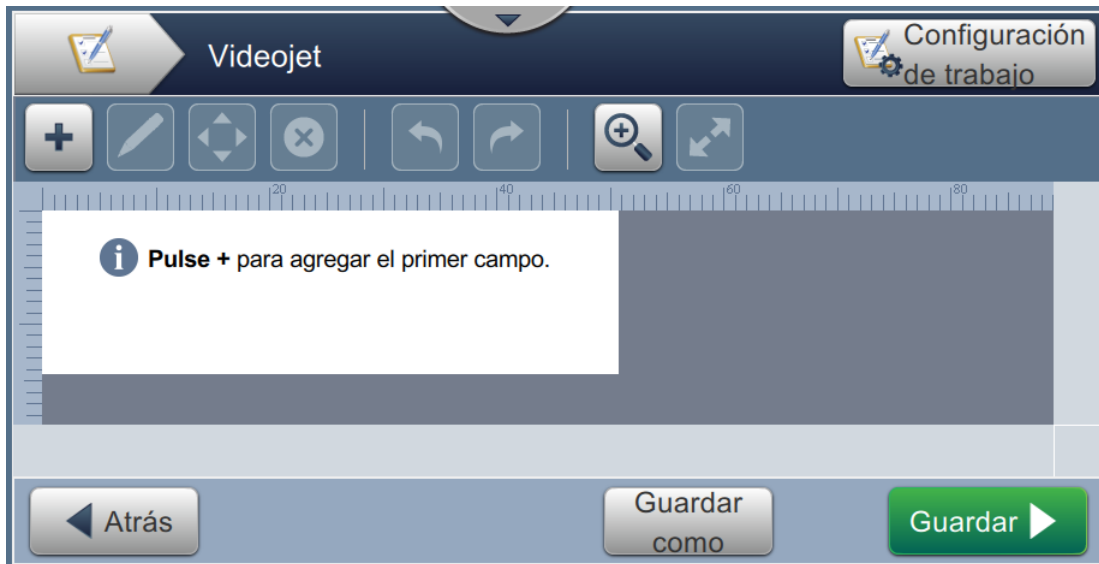 Videojet
Configuración
de trabajo
20
40
60
80
i
Pulse + para agregar el primer campo.
Atrás
Guardar
como
Guardar